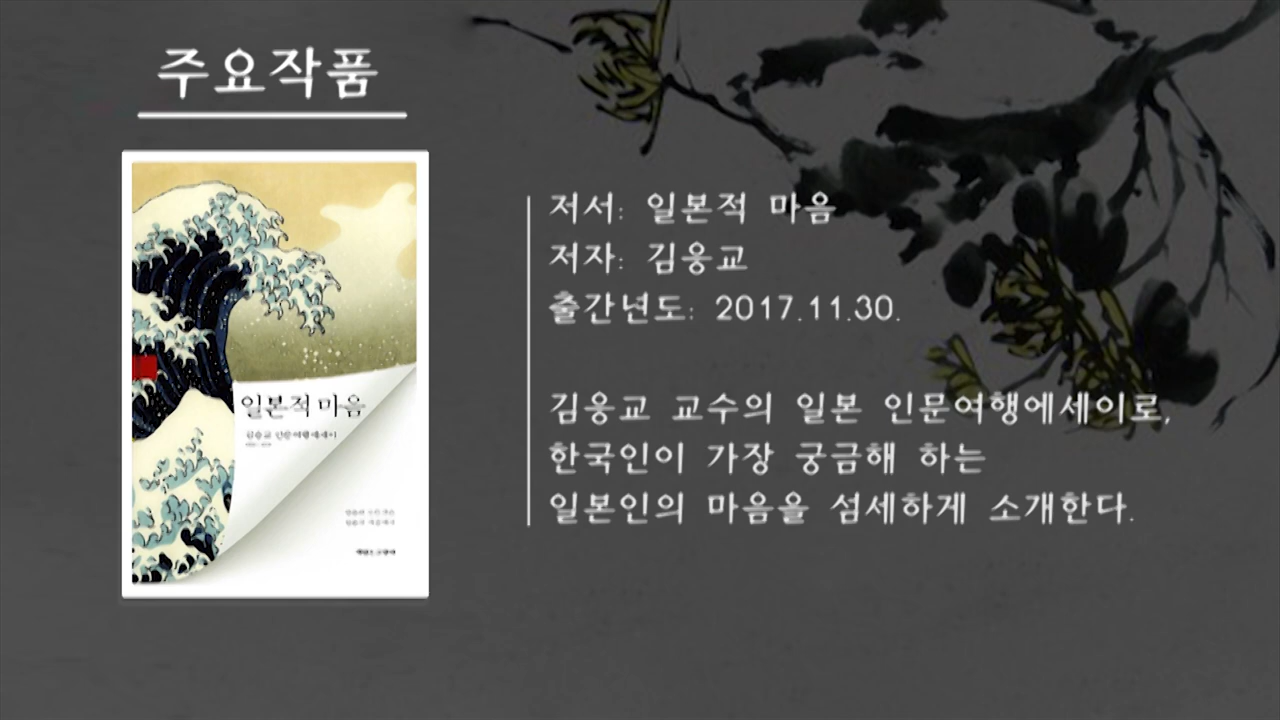 주요작품
일본적 마음
김응교 인문여행에세이
저서: 일본적 마음
저자: 김응교
출간년도: 2017.11.30.
김응교 교수의 일본 인문여행에세이로,
한국인이 가장 궁금해 하는
일본인의 마음을 섬세하게 소개한다.